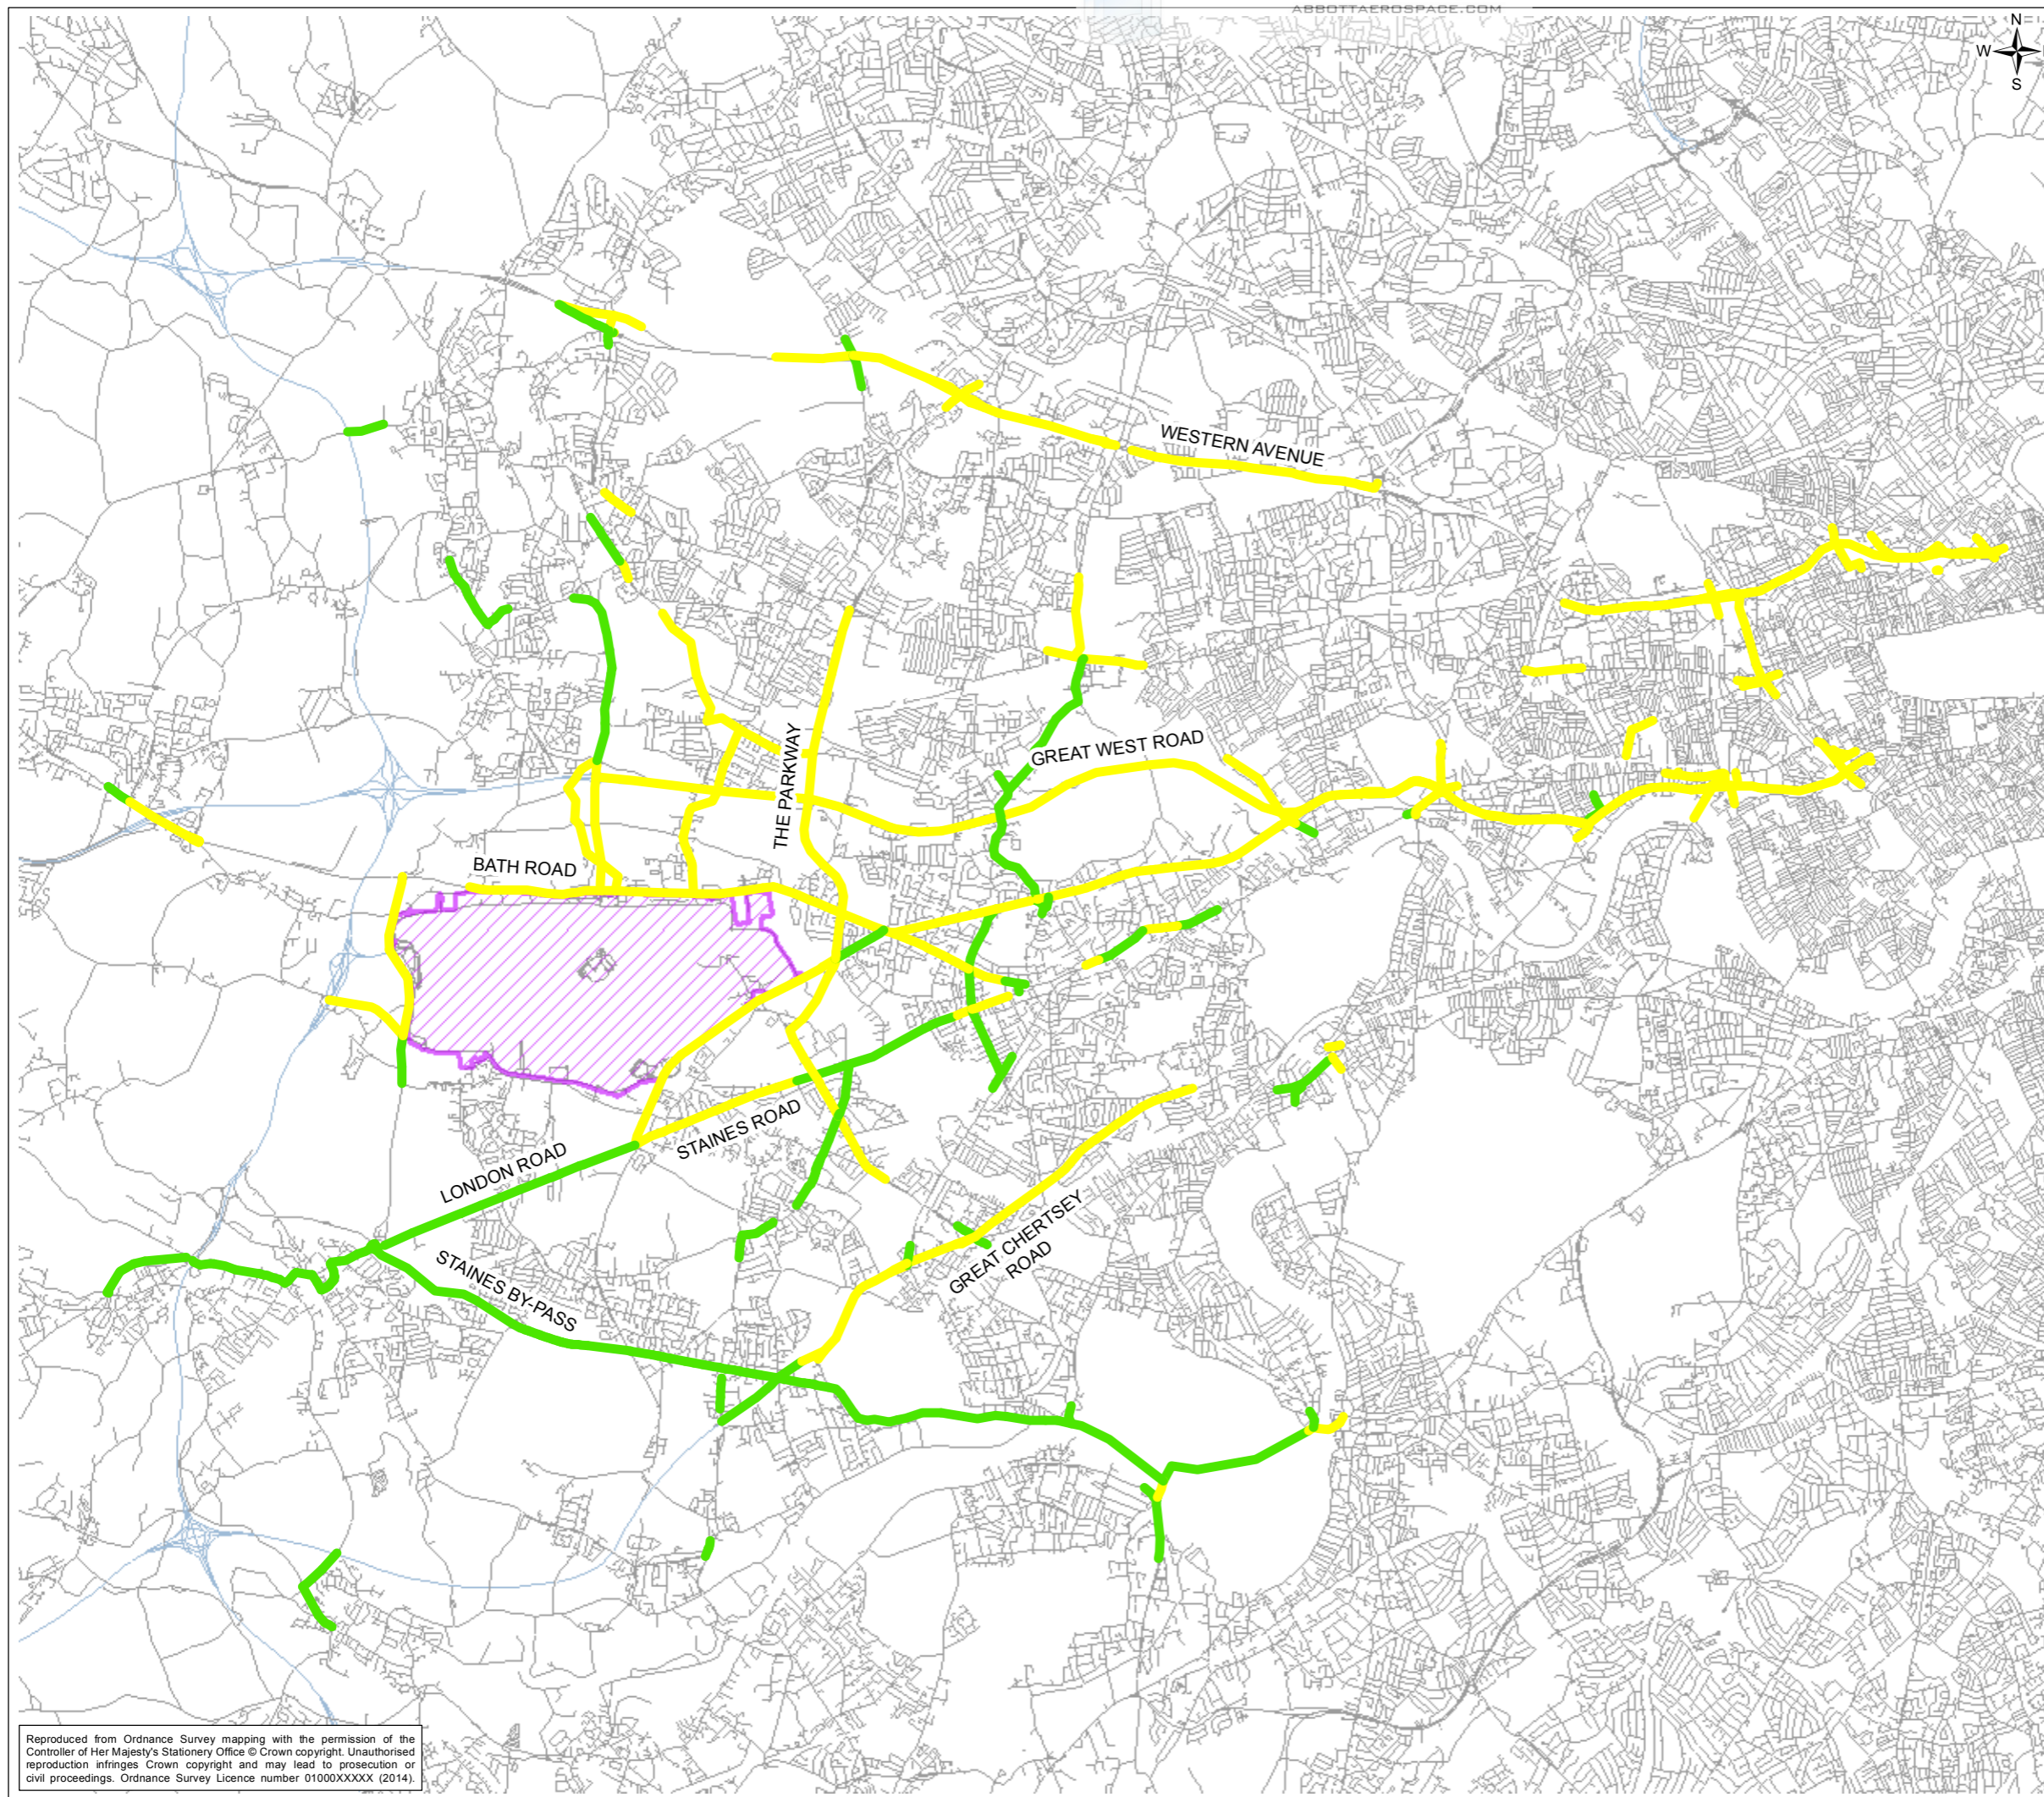 ABBOTTAEROSPACE.COM
N
W
S
WESTERN AVENUE
THE PARKWAY
GREAT WEST ROAD
BATH ROAD
STAINES ROAD
LONDON ROAD
GREAT CHERTSEY
ROAD
STAINES BY-PASS
Reproduced from Ordnance Survey mapping with the permission of the
Controller of Her Majesty's Stationery Office © Crown copyright. Unauthorised
reproduction infringes Crown copyright and may lead to prosecution or
civil proceedings. Ordnance Survey Licence number 01000XXXXX (2014).